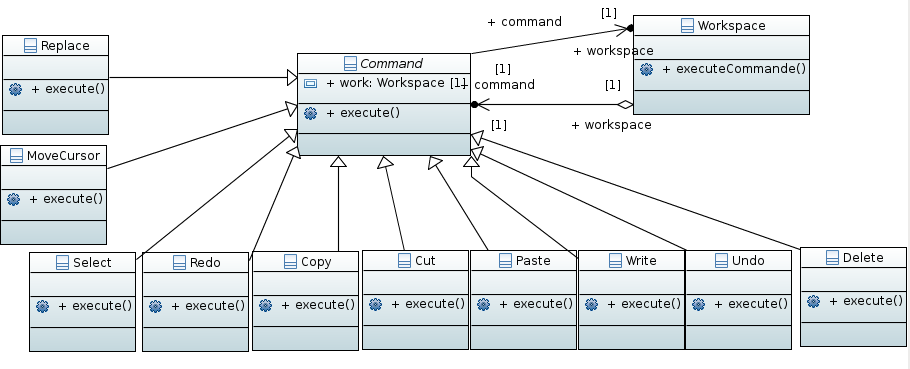 + command
[1]
Workspace
Replace
+ workspace
Command
+ executeCommande()
[1]
+ work: Workspace [1]
+ command
[1]
+ execute()
+ execute()
[1]
+ workspace
MoveCursor
+ execute()
Select
Redo
Copy
Cut
Paste
Write
Undo
Delete
+ execute()
+ execute()
+ execute()
+ execute()
+ execute()
+ execute()
+ execute()
+ execute()